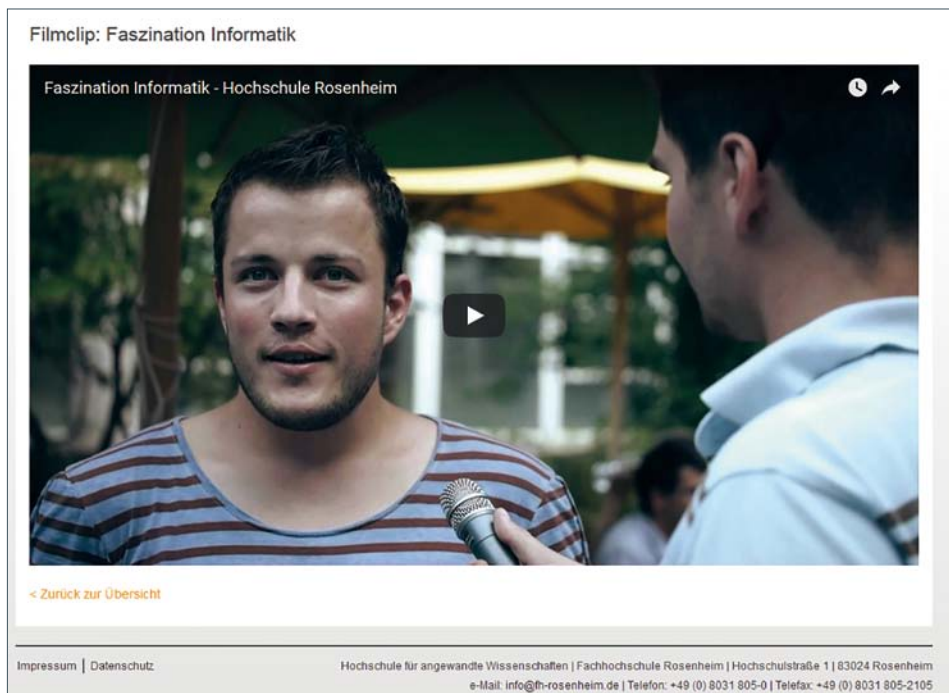 Filmclip: Faszination Informatik
Faszination Informatik - Hochschule Rosenheim
< Zurück zur Übersicht
Impressum | Datenschutz
Hochschule für angewandte Wissenschaften | Fachhochschule Rosenheim | Hochschulstraße 1 | 83024 Rosenheim
e-Mail: info@fh-rosenheim.de | Telefon: +49 (0) 8031 805-0 | Telefax: +49 (0) 8031 805-2105